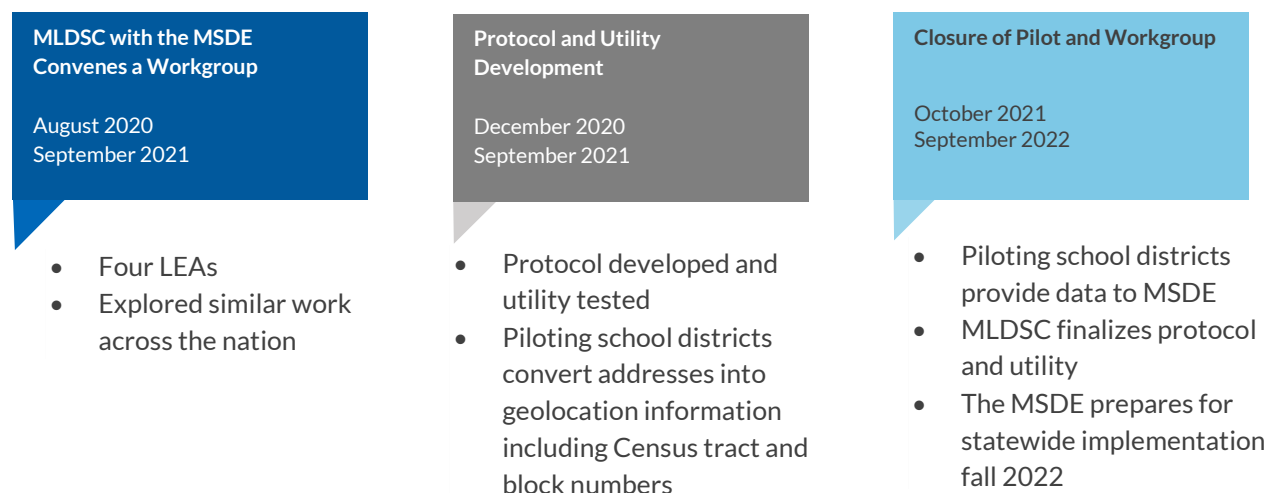 MLDSC with the MSDE
Convenes a Workgroup
August 2020
September 2021
• Four LEAs
• Explored similar work
across the nation
Protocol and Utility
Development
December 2020
September 2021
• Protocol developed and
utility tested
• Piloting school districts
convert addresses into
geolocation information
including Census tract and
block numbers
Closure of Pilot and Workgroup
October 2021
September 2022
• Piloting school districts
provide data to MSDE
• MLDSC finalizes protocol
and utility
• The MSDE prepares for
statewide implementation
fall 2022